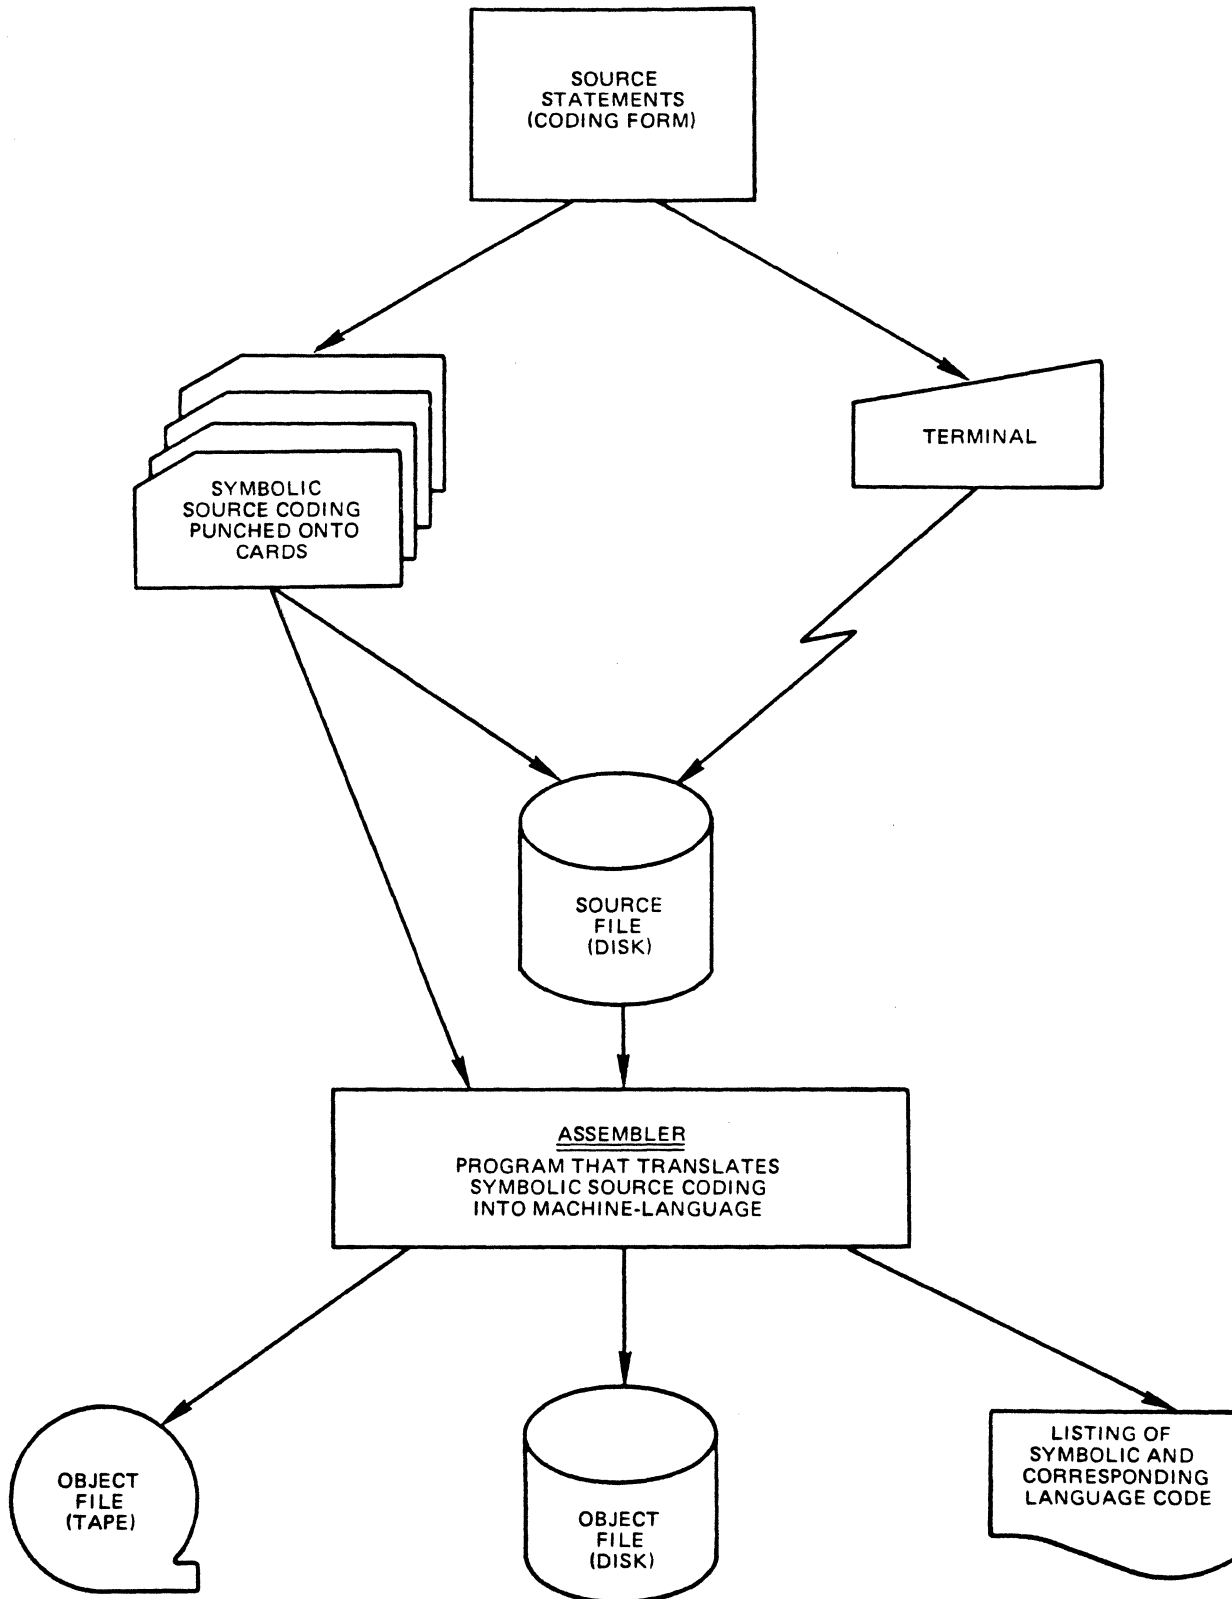 SOURCE
STATEMENTS
(CODING FORM)
TERMINAL
SYMBOLIC
SOURCE CODING
PUNCHED ONTO
CARDS
SOURCE
FILE
(DISK)
ASSEMBLER
PROGRAM THAT TRANSLATES
SYMBOLIC SOURCE CODING
INTO MACHINE-LANGUAGE
OBJECT
FILE
(TAPE)
OBJECT
FILE
(DISK)
LISTING OF
SYMBOLIC AND
CORRESPONDING
LANGUAGE CODE